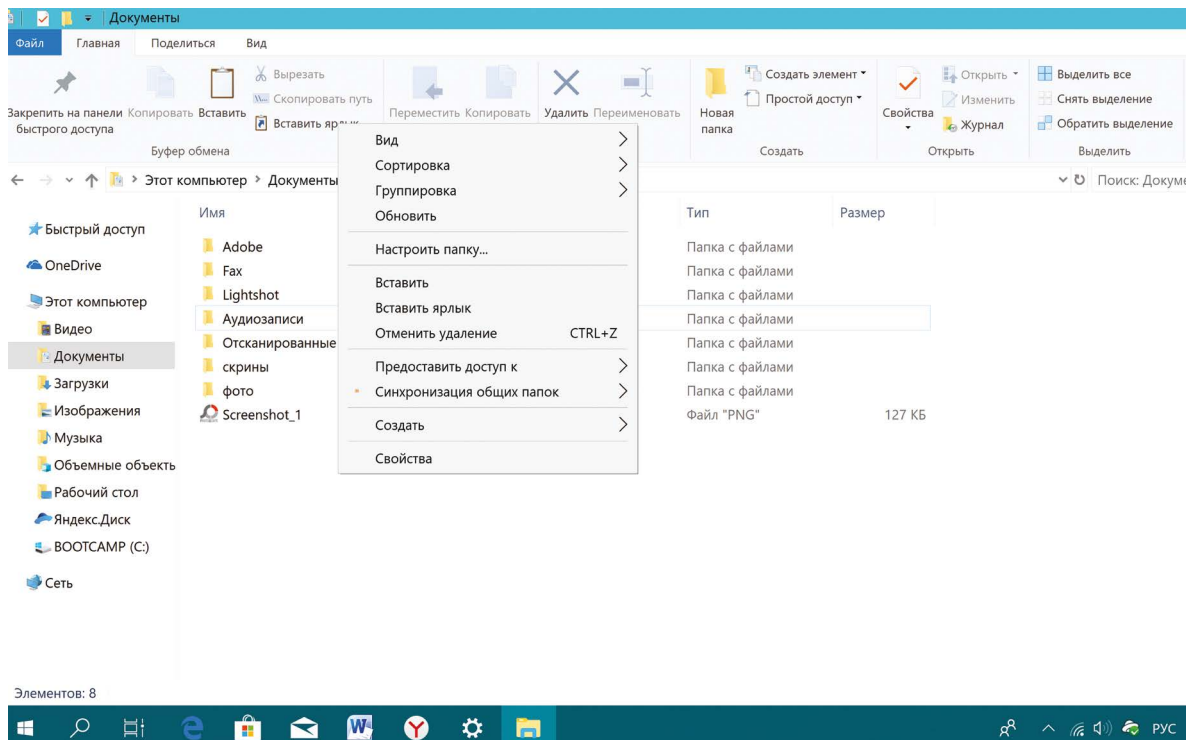 Документы
Файл Главная Поделиться Вид
Вырезать
Скопировать путь
Вставить
Закрепить на панели
быстрого доступа
Копировать
Вставить
Переместить
Копировать
Удалить
Переименовать
Новая
папка
Создать элемент
Простой доступ
Свойства
Открыть
Изменить
Журнал
Выделить все
Снять выделение
Обратить выделение
Буфер обмена
Создать
Открыть
Выделить
Этот компьютер Документы
Поиск:
Имя
Тип
Размер
Быстрый доступ
OneDrive
Этот компьютер
Видео
Документы
Загрузки
Изображения
Музыка
Объемные
Рабочий стол
Яндекс.Диск
BOOTCAMP (C:)
Сеть
Adobe
Папка с файлами
Fax
Папка с файлами
Lightshot
Папка с файлами
Аудиозаписи
Папка с файлами
Отсканированные
Папка с файлами
скрины
Папка с файлами
фото
Папка с файлами
Screenshot_1
Файл "PNG"
127 КБ
Вид
Сортировка
Группировка
Обновить
Настроить папку...
Вставить
Вставить ярлык
Отменить удаление CTRL+Z
Предоставить доступ к
Синхронизация общих папок
Создать
Свойства
Элементов: 8
РУС